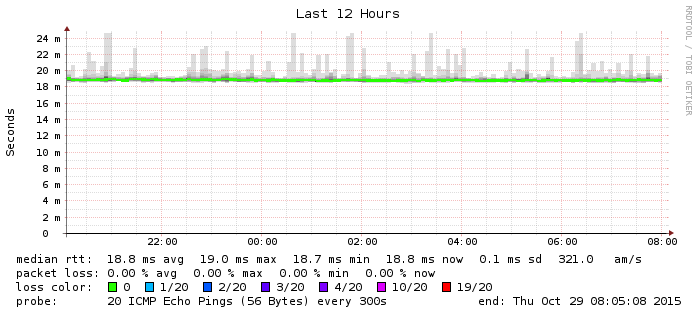 Last 12 Hours
RRDTOOL / TOBI OETIKER
Seconds
24 m
22 m
20 m
18 m
16 m
14 m
12 m
10 m
8 m
6 m
4 m
2 m
0
22:00 00:00 02:00 04:00 06:00 08:00
median rtt: 18.8 ms avg 19.0 ms max 18.7 ms min 18.8 ms now 0.1 ms sd 321.0 am/s
packet loss: 0.00 % avg 0.00 % max 0.00 % min 0.00 % now
loss color: 0 1/20 2/20 3/20 4/20 10/20 19/20
probe: 20 ICMP Echo Pings (56 Bytes) every 300s end: Thu Oct 29 08:05:08 2015